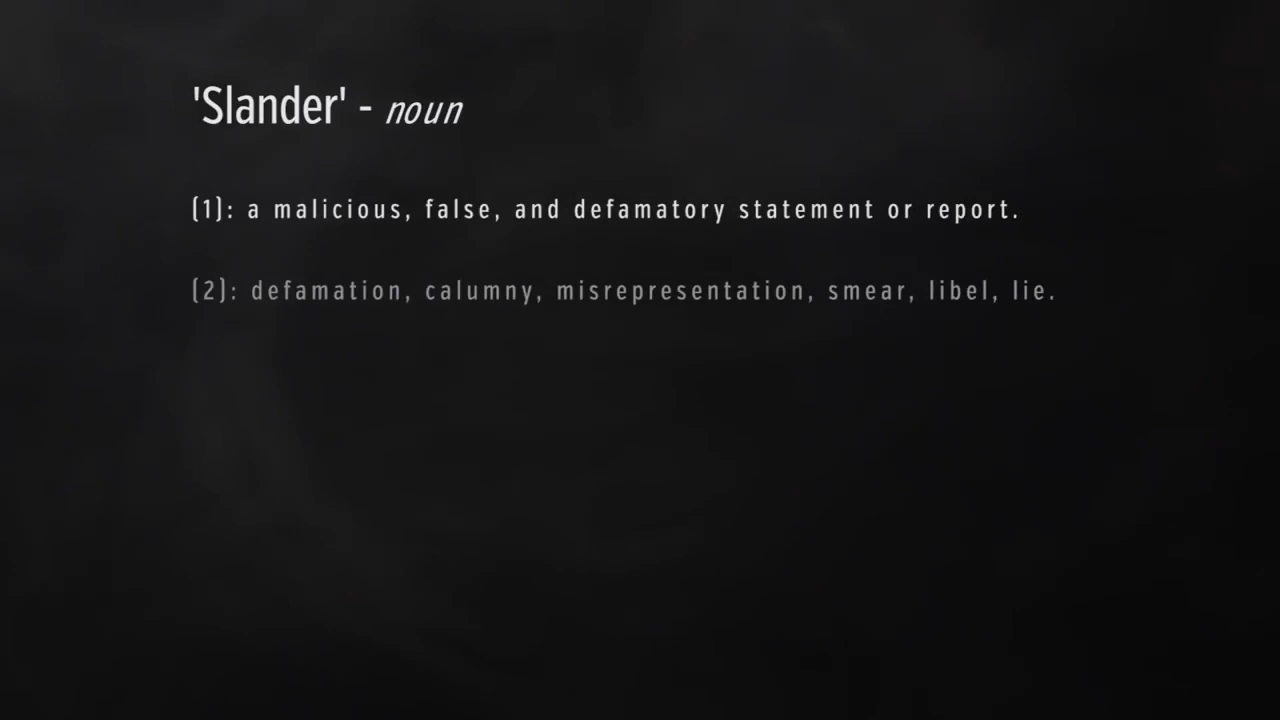 'Slander' - noun
(1): a malicious, false, and defamatory statement or report.
(2): defamation, calumny, misrepresentation, smear, libel, lie.